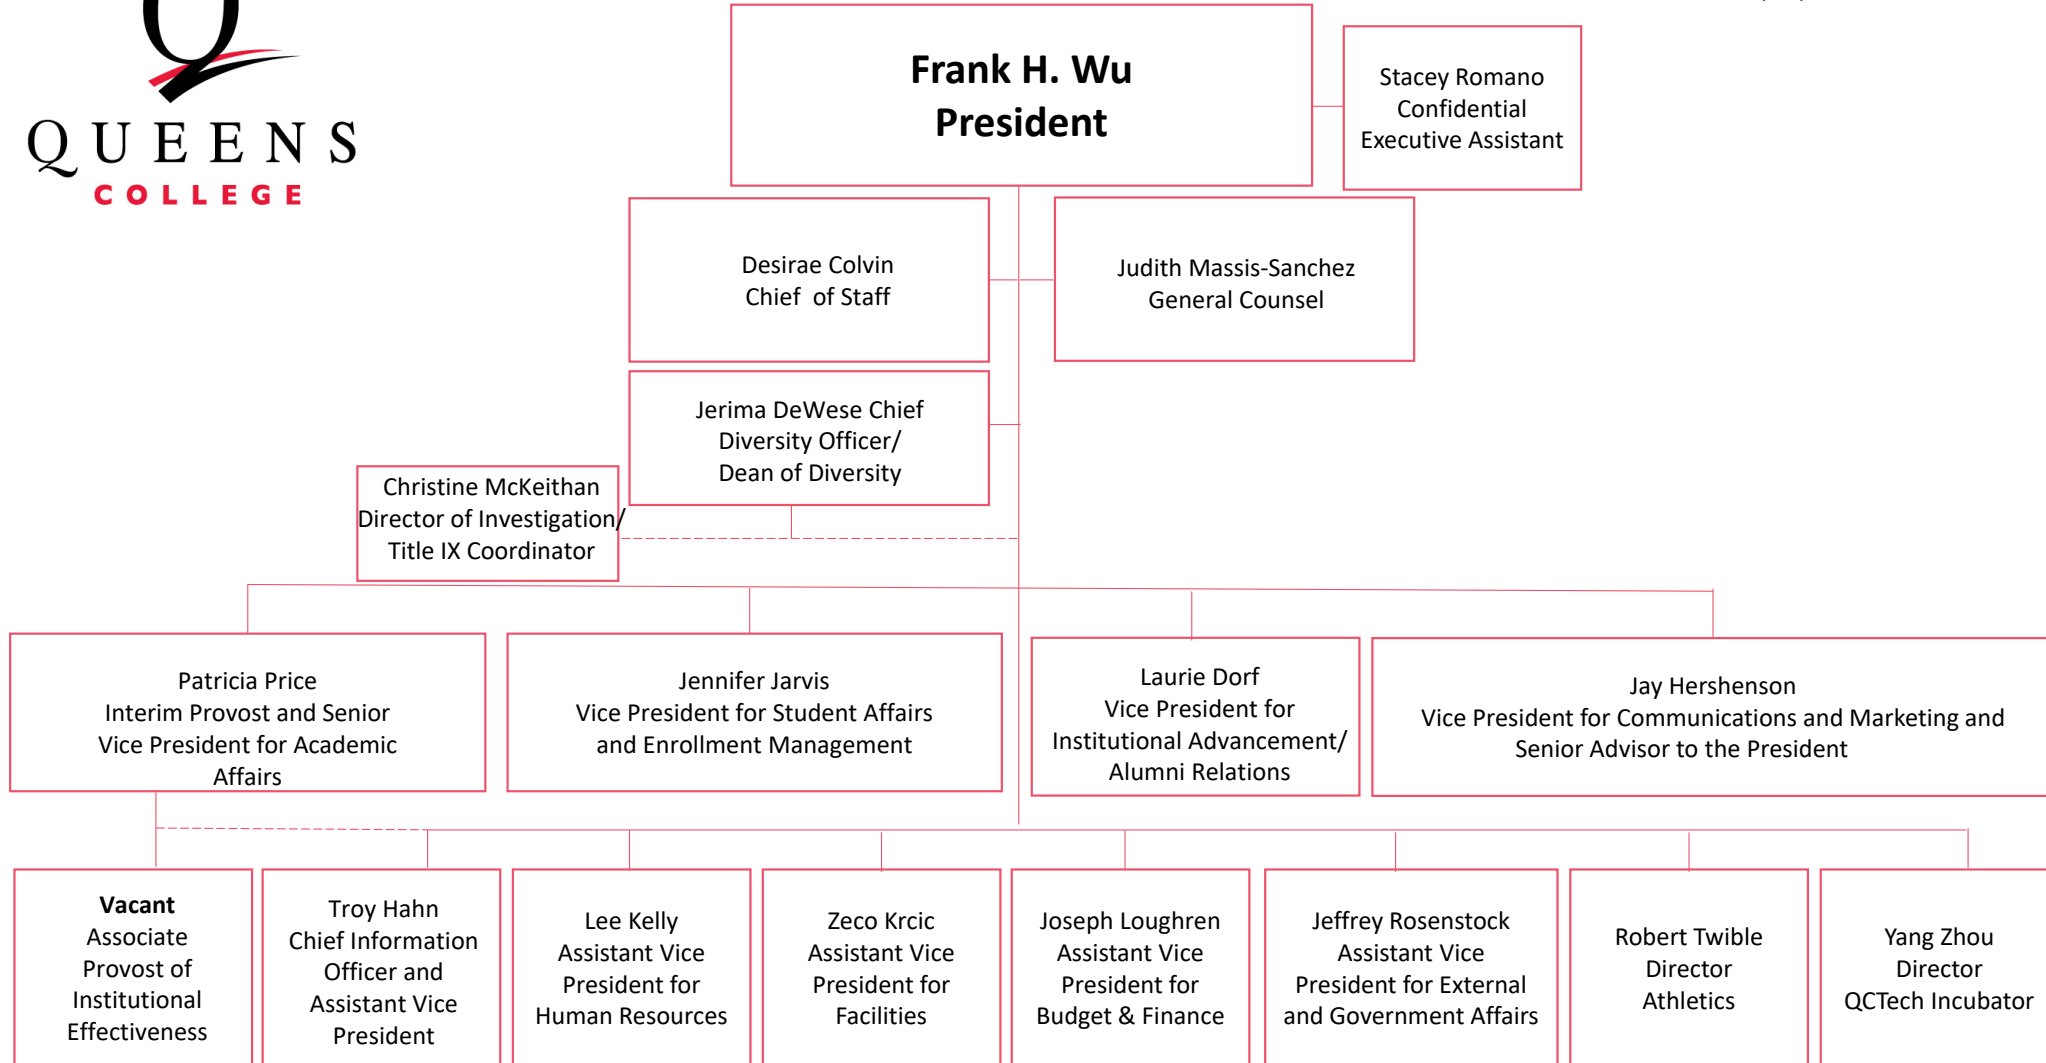 QUEENS
COLLEGE
Frank H. Wu
President
Stacey Romano
Confidential
Executive Assistant
Desirae Colvin
Chief  of Staff
Judith Massis-Sanchez
General Counsel
Jerima DeWese Chief
Diversity Officer/
Dean of Diversity
Christine McKeithan
Director of Investigation/
Title IX Coordinator
Patricia Price
Interim Provost and Senior
Vice President for Academic
Affairs
Jennifer Jarvis
Vice President for Student Affairs
and Enrollment Management
Laurie Dorf
Vice President for
Institutional Advancement/
Alumni Relations
Jay Hershenson
Vice President for Communications and Marketing and
Senior Advisor to the President
Vacant
Associate
Provost of
Institutional
Effectiveness
Troy Hahn
Chief Information
Officer and
Assistant Vice
President
Lee Kelly
Assistant Vice
President for
Human Resources
Zeco Krcic
Assistant Vice
President for
Facilities
Joseph Loughren
Assistant Vice
President for
Budget & Finance
Jeffrey Rosenstock
Assistant Vice
President for External
and Government Affairs
Robert Twible
Director
Athletics
Yang Zhou
Director
QCTech Incubator